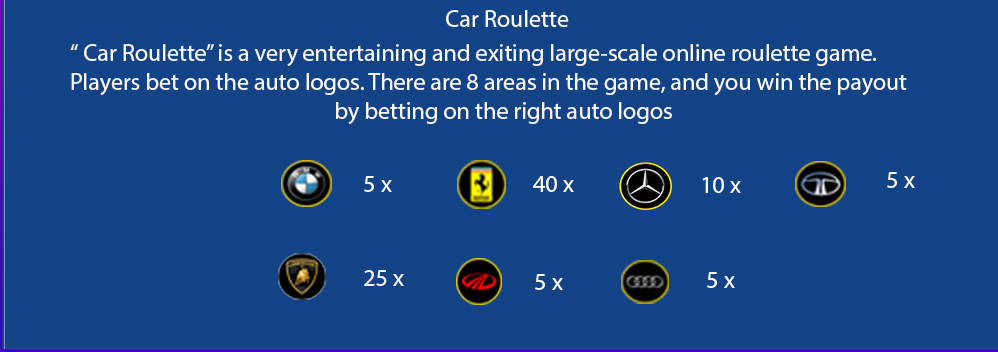 Car Roulette
“ Car Roulette” is a very entertaining and exiting large-scale online roulette game.
Players bet on the auto logos. There are 8 areas in the game, and you win the payout
by betting on the right auto logos
5 x
40 x
10 x
5 x
25 x
5 x
5 x